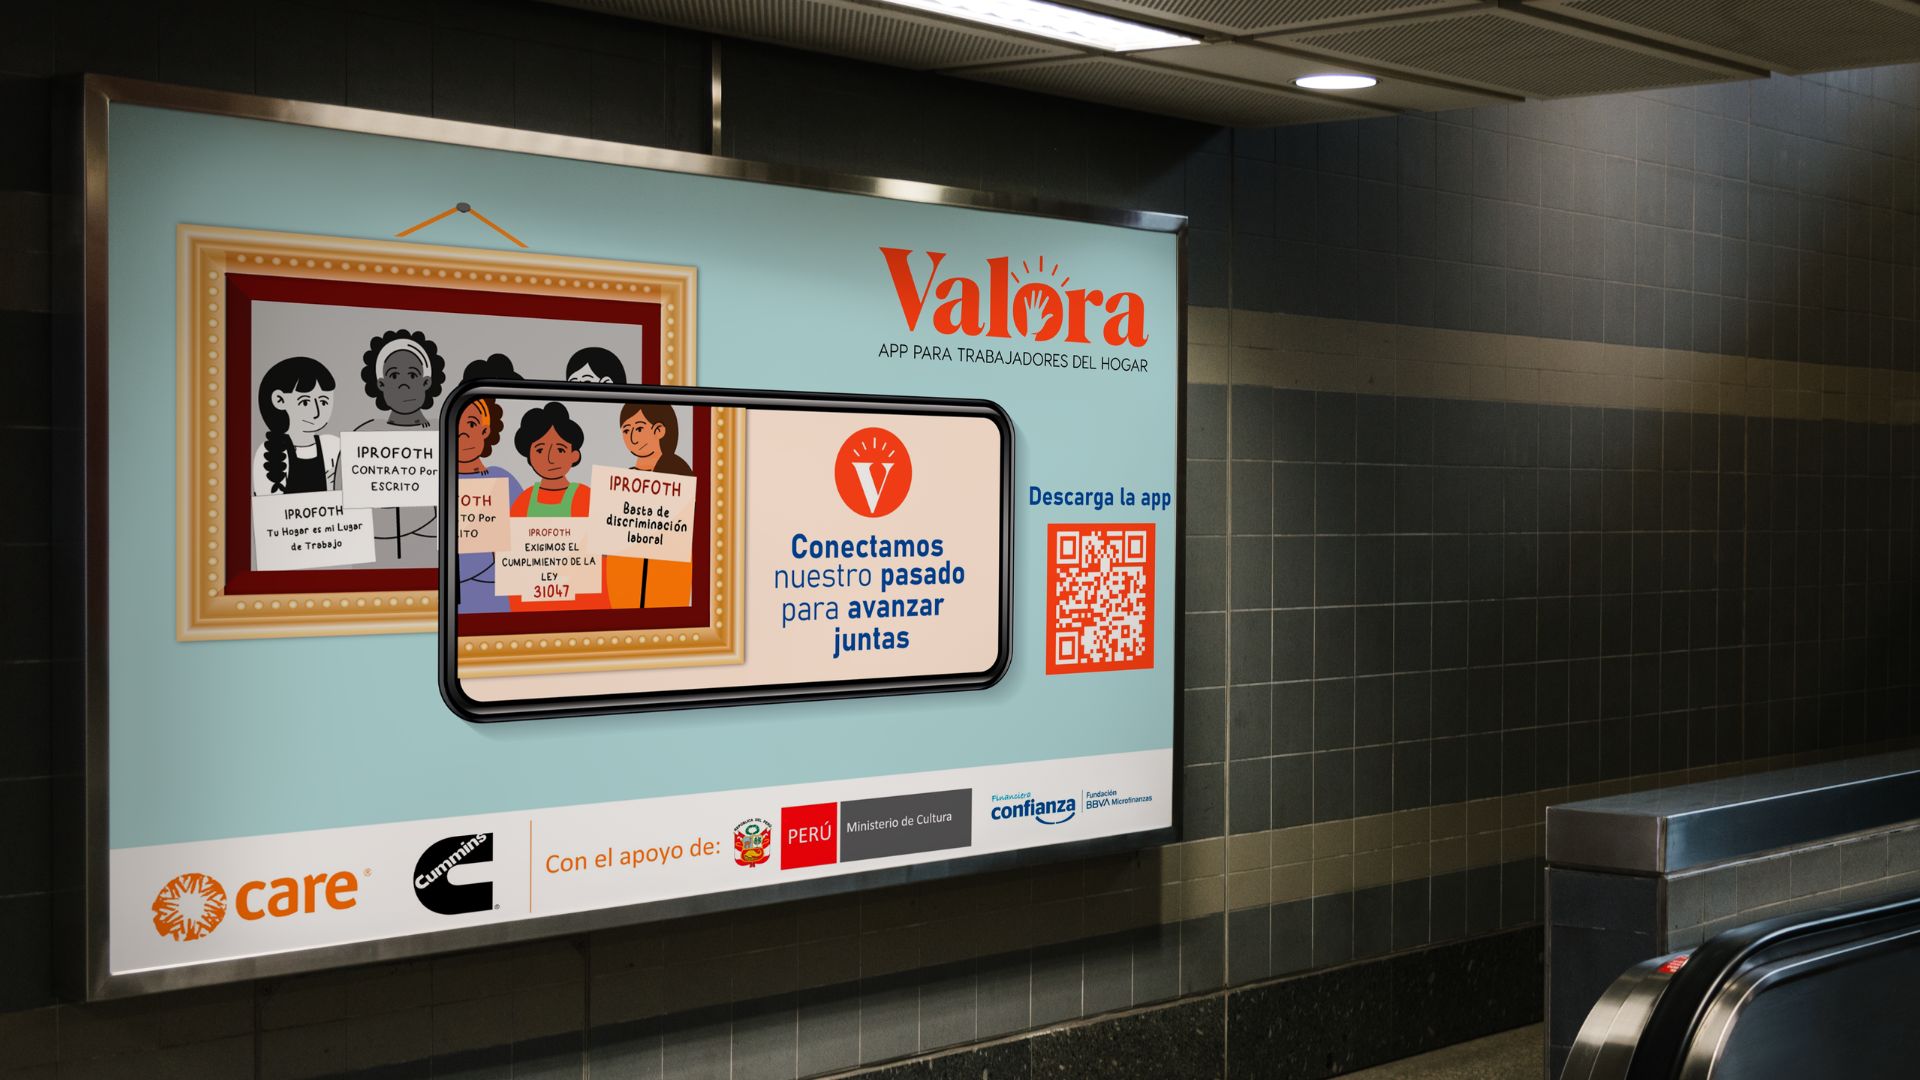 Valora
APP PARA TRABAJADORES DEL HOGAR
IPROFOTH
CONTRATO Por
ESCRITO
IPROFOTH
Tu Hogar es mi Lugar
de Trabajo
OTH
TO Por
ITO
IPROFOTH
EXIGIMOS EL
CUMPLIMIENTO DE LA
LEY
31047
IPROFOTH
Basta de
discriminación
laboral
V
Conectamos
nuestro pasado
para avanzar
juntas
Descarga la app
care®
Cummins
Con el apoyo de:
REPÚBLICA DEL PERÚ
PERÚ
Ministerio de Cultura
Financiera
confianza
Fundación
BBVA Microfinanzas